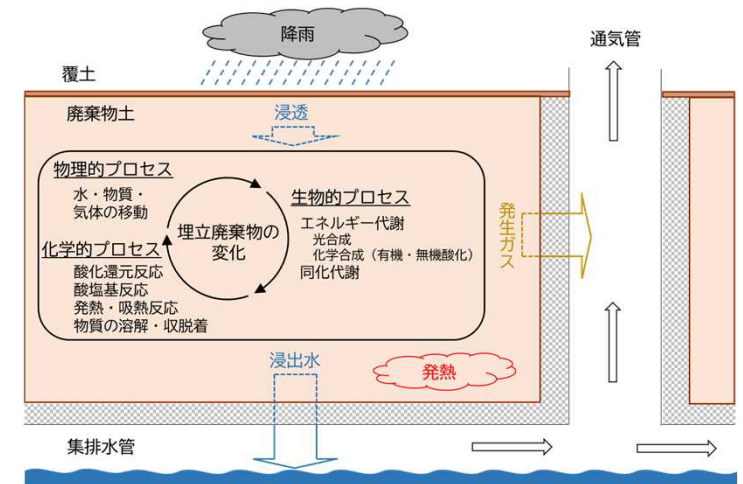 降雨
通気管
覆土
廃棄物土
浸透
物理的プロセス
水・物質・
気体の移動
化学的プロセス
酸化還元反応
酸塩基反応
発熱・吸熱反応
物質の溶解・収脱着
埋立廃棄物の
変化
生物的プロセス
エネルギー代謝
光合成
化学合成（有機・無機酸化）
同化代謝
発生ガス
浸出水
発熱
集排水管